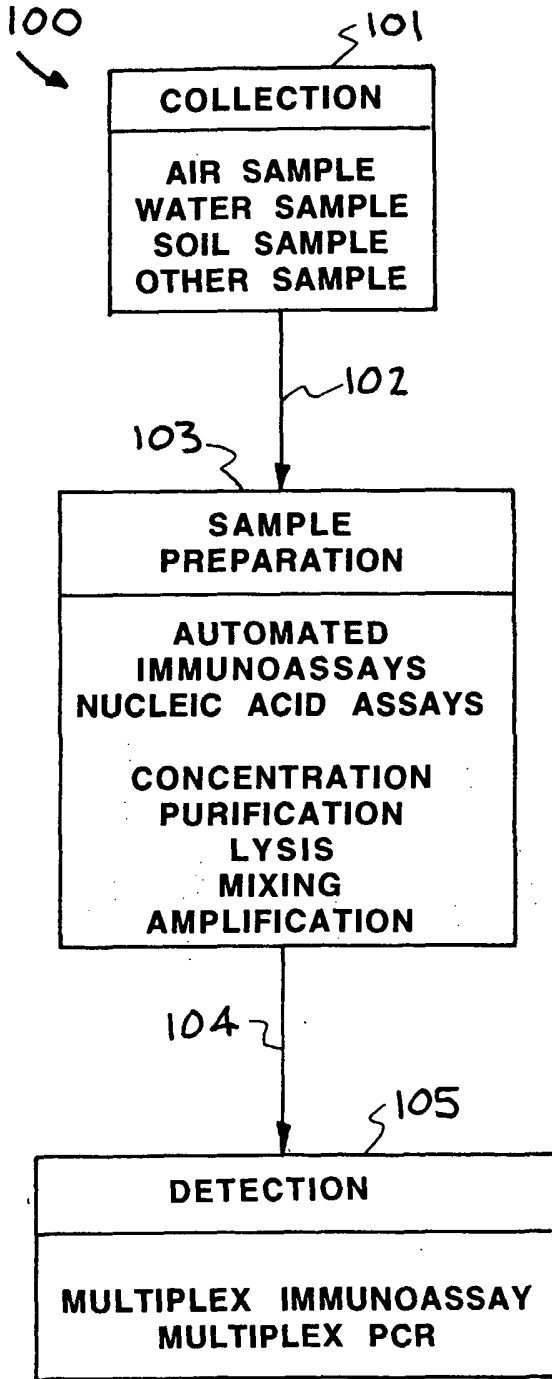 100
101
COLLECTION
AIR SAMPLE
WATER SAMPLE
SOIL SAMPLE
OTHER SAMPLE
102
103
SAMPLE
PREPARATION
AUTOMATED
IMMUNOASSAYS
NUCLEIC ACID ASSAYS
CONCENTRATION
PURIFICATION
LYSIS
MIXING
AMPLIFICATION
104
105
DETECTION
MULTIPLEX IMMUNOASSAY
MULTIPLEX PCR